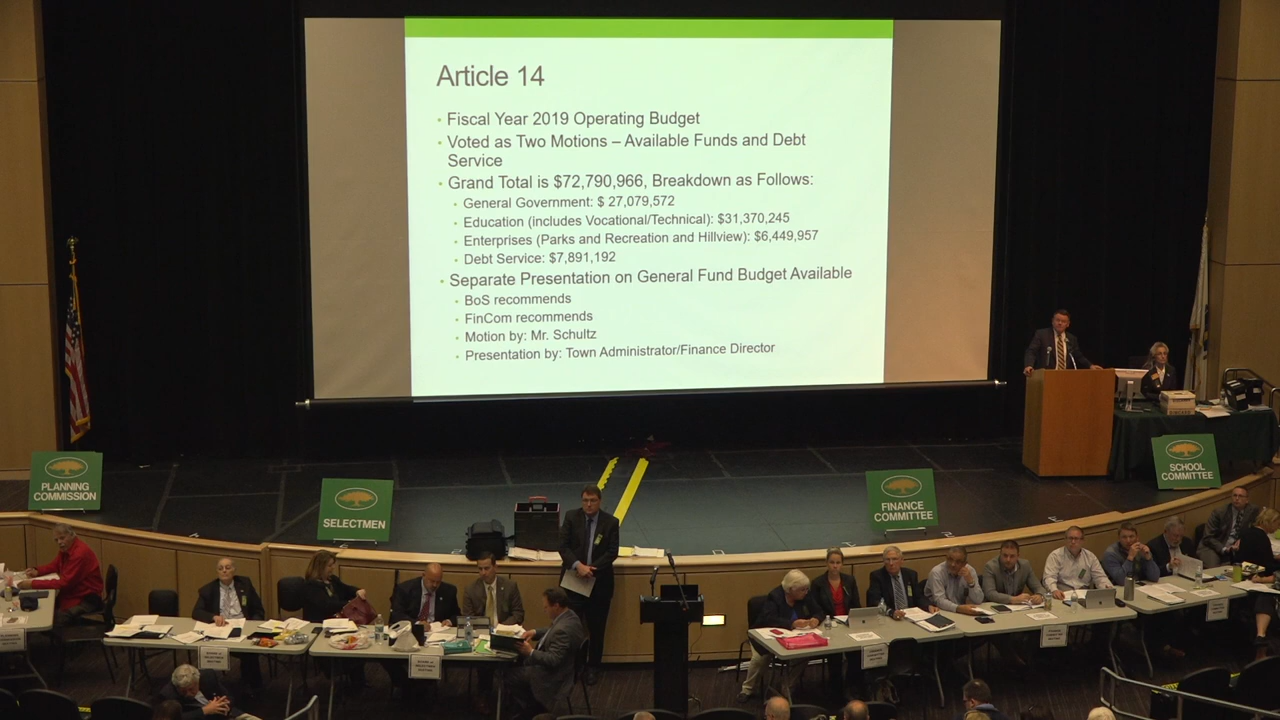 Article 14
• Fiscal Year 2019 Operating Budget
• Voted as Two Motions – Available Funds and Debt
Service
• Grand Total is $72,790,966, Breakdown as Follows:
• General Government: $ 27,079,572
• Education (includes Vocational/Technical): $31,370,245
• Enterprises (Parks and Recreation and Hillview): $6,449,957
• Debt Service: $7,891,192
• Separate Presentation on General Fund Budget Available
• BoS recommends
• FinCom recommends
• Motion by: Mr. Schultz
• Presentation by: Town Administrator/Finance Director
PLANNING
COMMISSION
SELECTMEN
FINANCE
COMMITTEE
SCHOOL
COMMITTEE